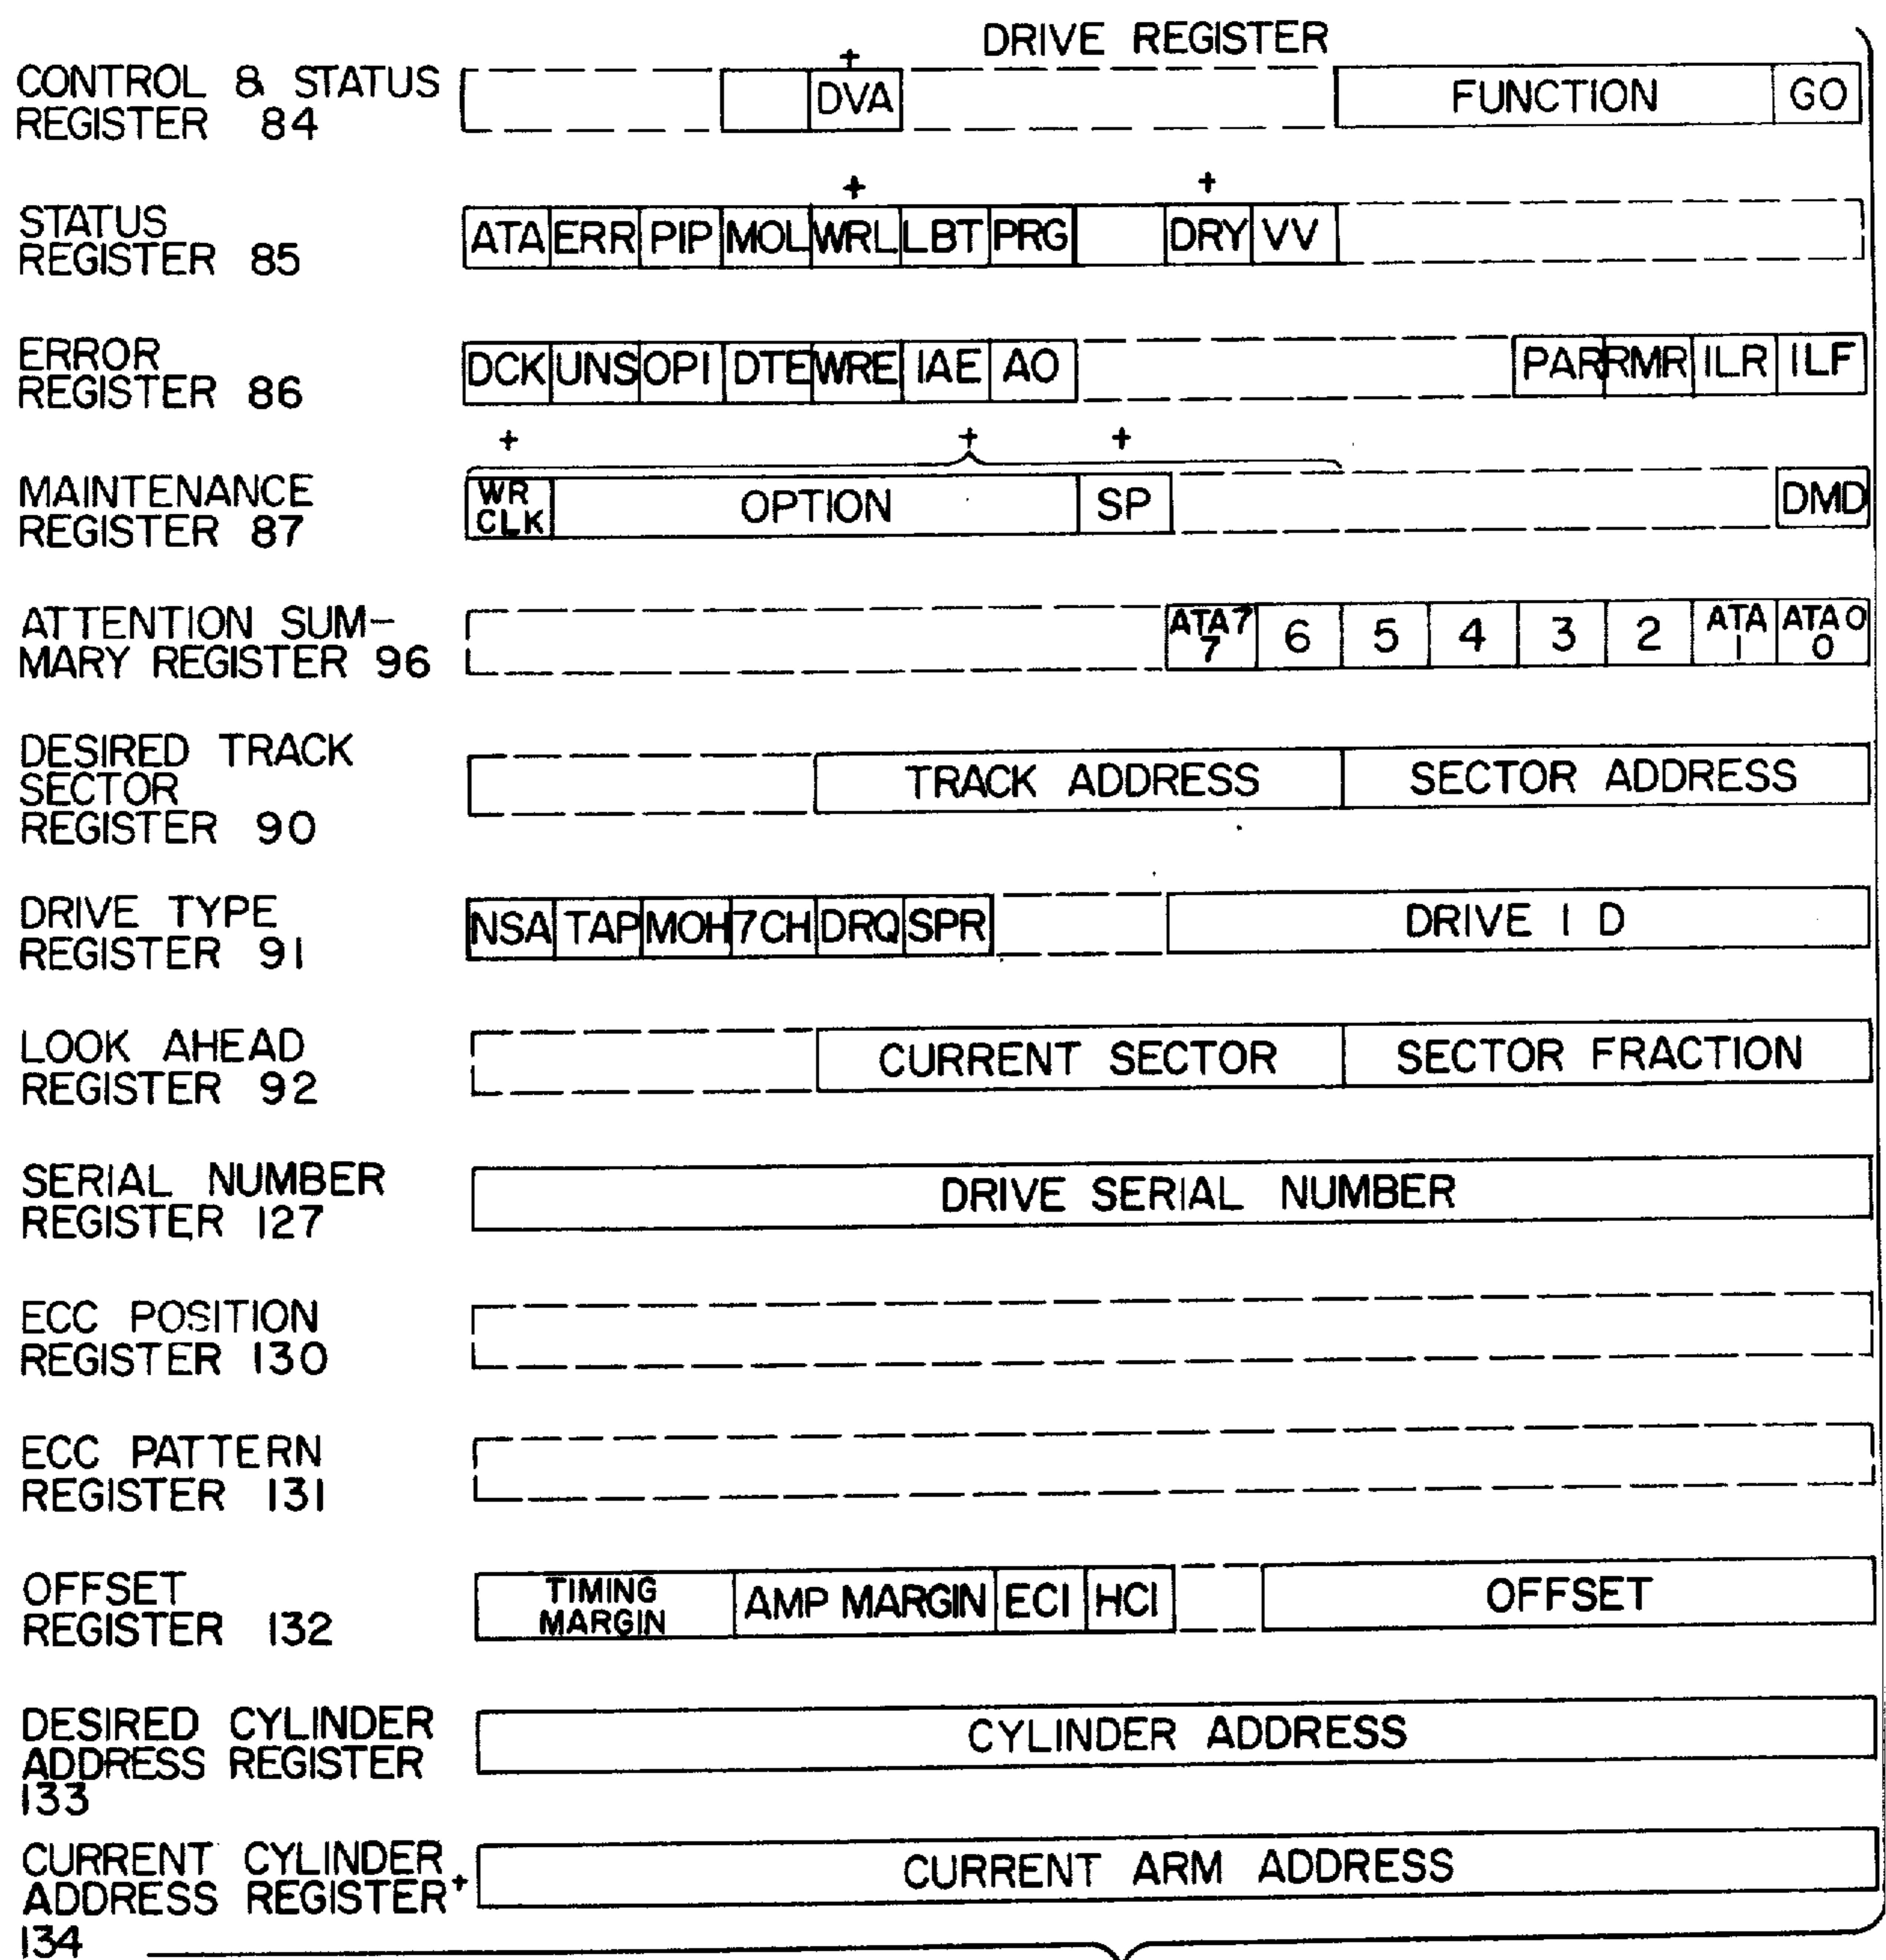 DRIVE REGISTER
CONTROL & STATUS
REGISTER 84
+
DVA
FUNCTION
GO
STATUS
REGISTER 85
+ +
ATA ERR PIP MOL WRL LBT PRG DRY VV
ERROR
REGISTER 86
DCK UNS OPI DTE WRE IAE AO PAR RMR ILR ILF
MAINTENANCE
REGISTER 87
+ + +
WR
CLK
OPTION
SP
DMD
ATTENTION SUM-
MARY REGISTER 96
ATA7
7
6
5
4
3
2
ATA
1
ATA0
0
DESIRED TRACK
SECTOR
REGISTER 90
TRACK ADDRESS
SECTOR ADDRESS
DRIVE TYPE
REGISTER 91
NSA TAP MOH 7CH DRQ SPR
DRIVE I D
LOOK AHEAD
REGISTER 92
CURRENT SECTOR
SECTOR FRACTION
SERIAL NUMBER
REGISTER 127
DRIVE SERIAL NUMBER
ECC POSITION
REGISTER 130
ECC PATTERN
REGISTER 131
OFFSET
REGISTER 132
TIMING
MARGIN
AMP MARGIN
ECI
HCI
OFFSET
DESIRED CYLINDER
ADDRESS REGISTER
133
CYLINDER ADDRESS
CURRENT CYLINDER
ADDRESS REGISTER+
134
CURRENT ARM ADDRESS